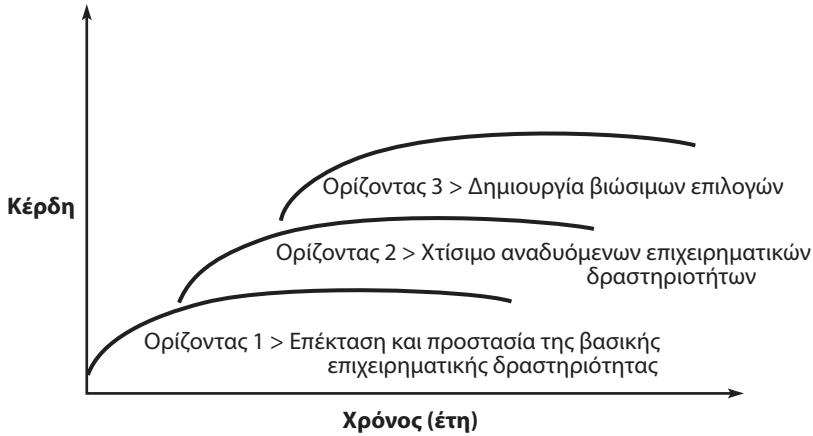 Κέρδη
Ορίζοντας 3 > Δημιουργία βιώσιμων επιλογών
Ορίζοντας 2 > Χτίσιμο αναδυόμενων επιχειρηματικών
δραστηριοτήτων
Ορίζοντας 1 > Επέκταση και προστασία της βασικής
επιχειρηματικής δραστηριότητας
Χρόνος (έτη)